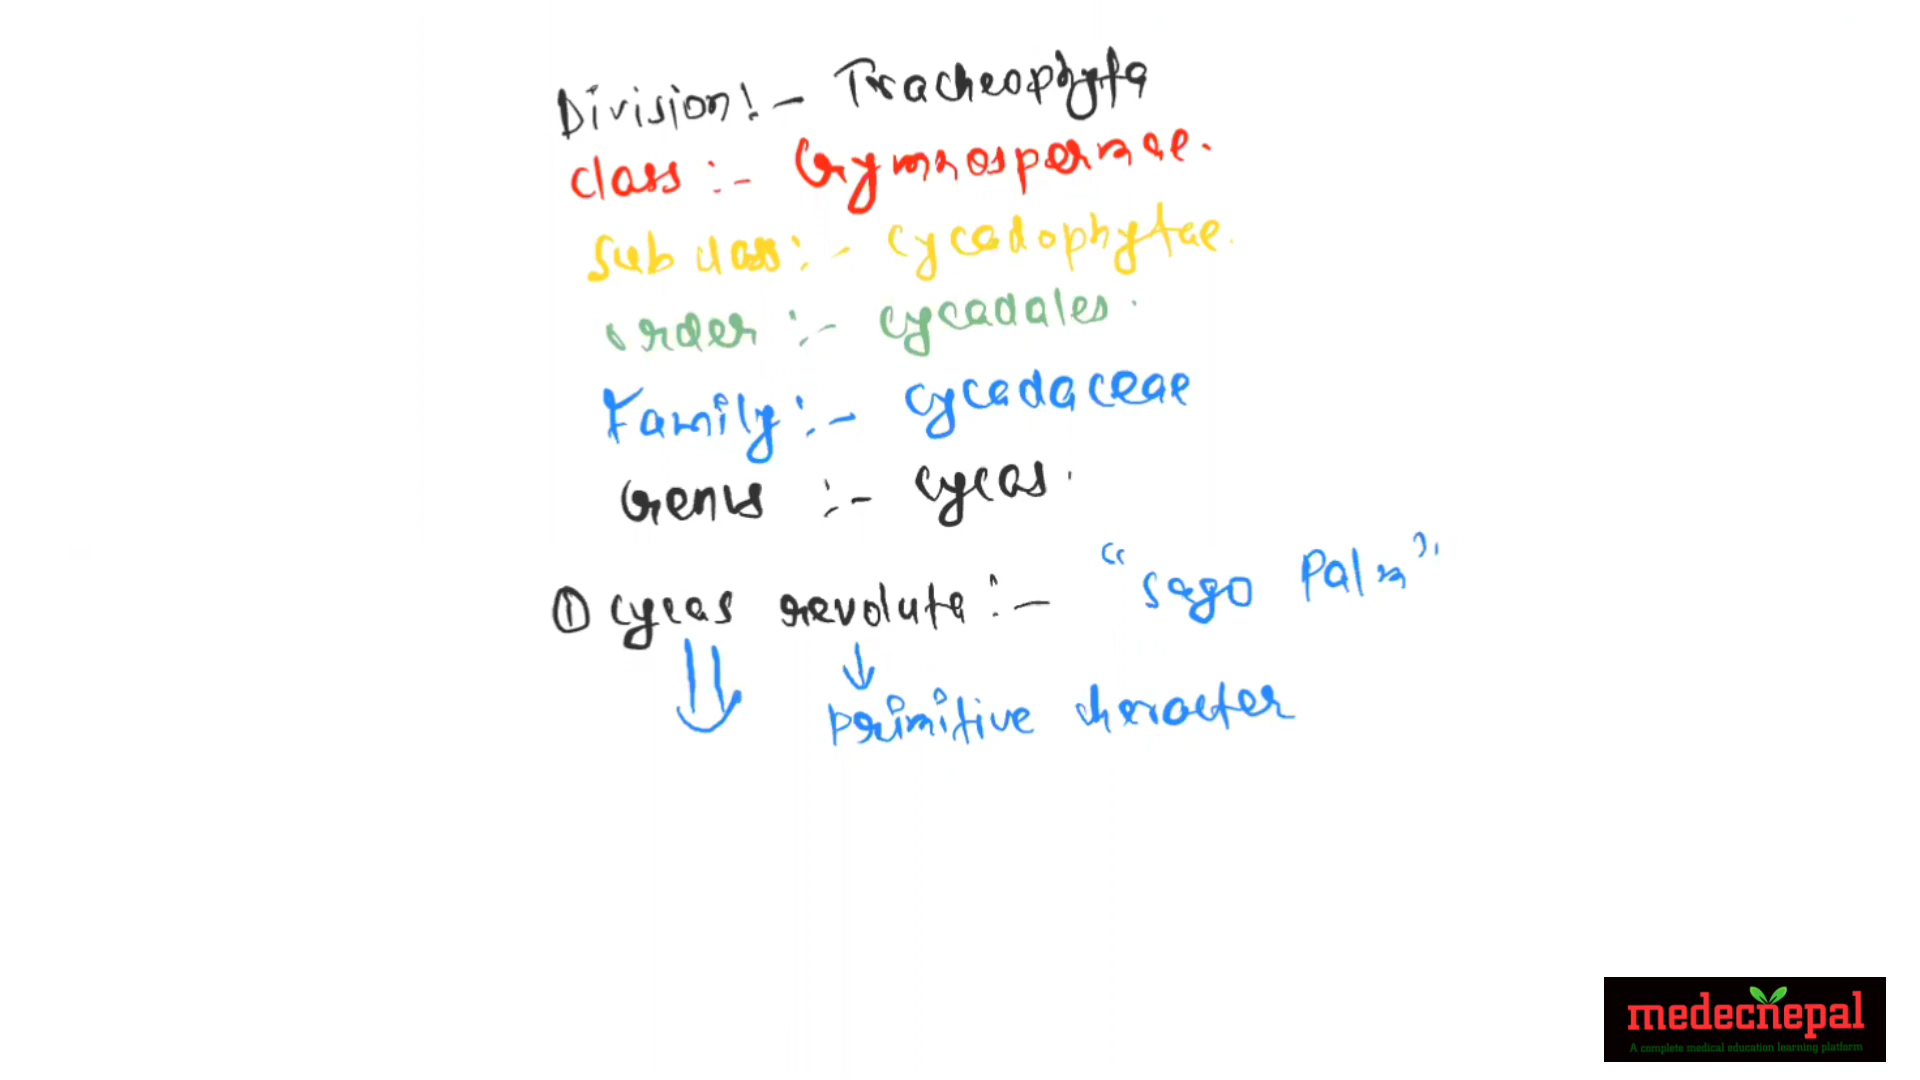 Division:- Tracheophyta
Class:- Gymnospermae.
Sub class:- Cycadophytae.
Order:- Cycadales.
Family:- Cycadaceae
Genus :- Cycas.
① Cycas revoluta:- "Sago Palm".
↓
primitive character
medecnepal
A complete medical education learning platform